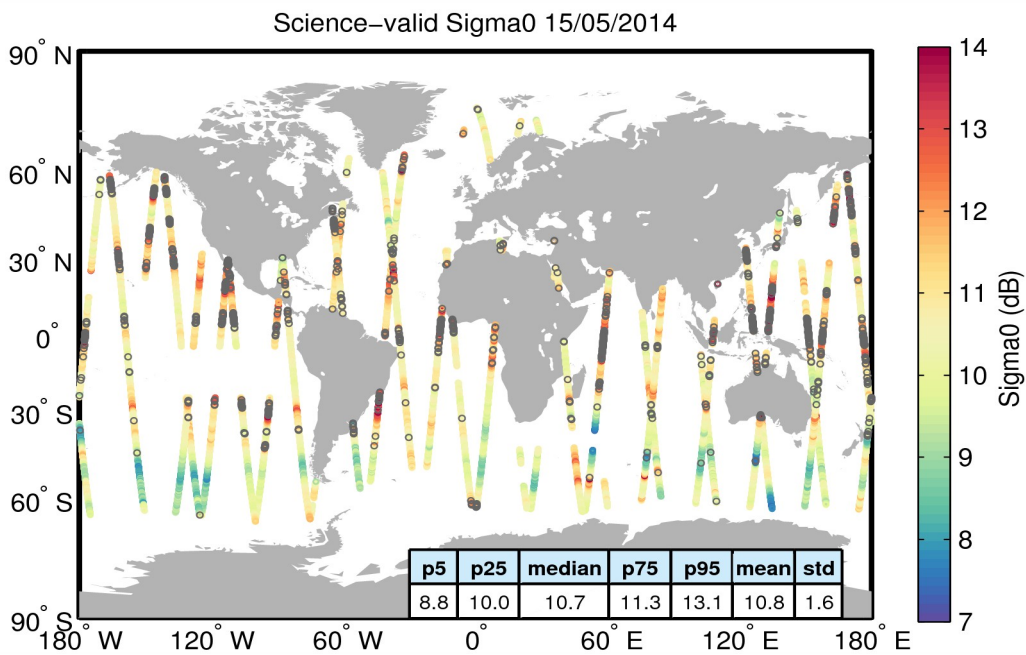 Science−valid Sigma0 15/05/2014
90° N
60° N
30° N
0°
30° S
60° S
90° S
180° W 120° W 60° W 0° 60° E 120° E 180° E
p5 p25 median p75 p95 mean std
8.8 10.0 10.7 11.3 13.1 10.8 1.6
14
13
12
11
10
9
8
7
Sigma0 (dB)